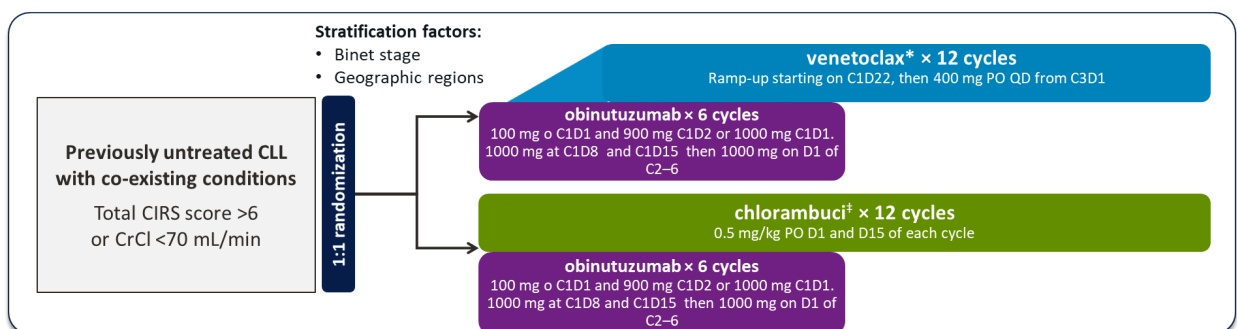 Stratification factors:
• Binet stage
• Geographic regions
Previously untreated CLL
with co-existing conditions
Total CIRS score >6
or CrCl <70 mL/min
1:1 randomization
venetoclax* × 12 cycles
Ramp-up starting on C1D22, then 400 mg PO QD from C3D1
obinutuzumab × 6 cycles
100 mg o C1D1 and 900 mg C1D2 or 1000 mg C1D1.
1000 mg at C1D8 and C1D15 then 1000 mg on D1 of
C2–6
chlorambuci‡ × 12 cycles
0.5 mg/kg PO D1 and D15 of each cycle
obinutuzumab × 6 cycles
100 mg o C1D1 and 900 mg C1D2 or 1000 mg C1D1.
1000 mg at C1D8 and C1D15 then 1000 mg on D1 of
C2–6